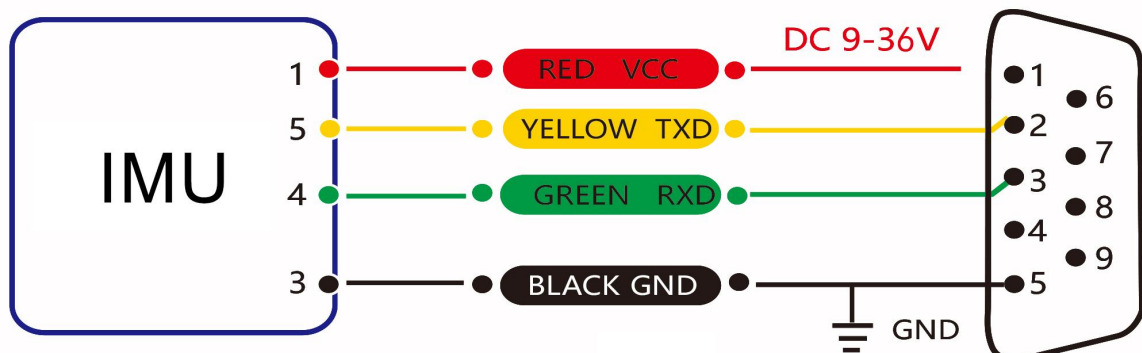 DC 9-36V
1 RED VCC 1
6
5 YELLOW TXD 2
7
IMU
4 GREEN RXD 3
8
4
9
3 BLACK GND 5
GND